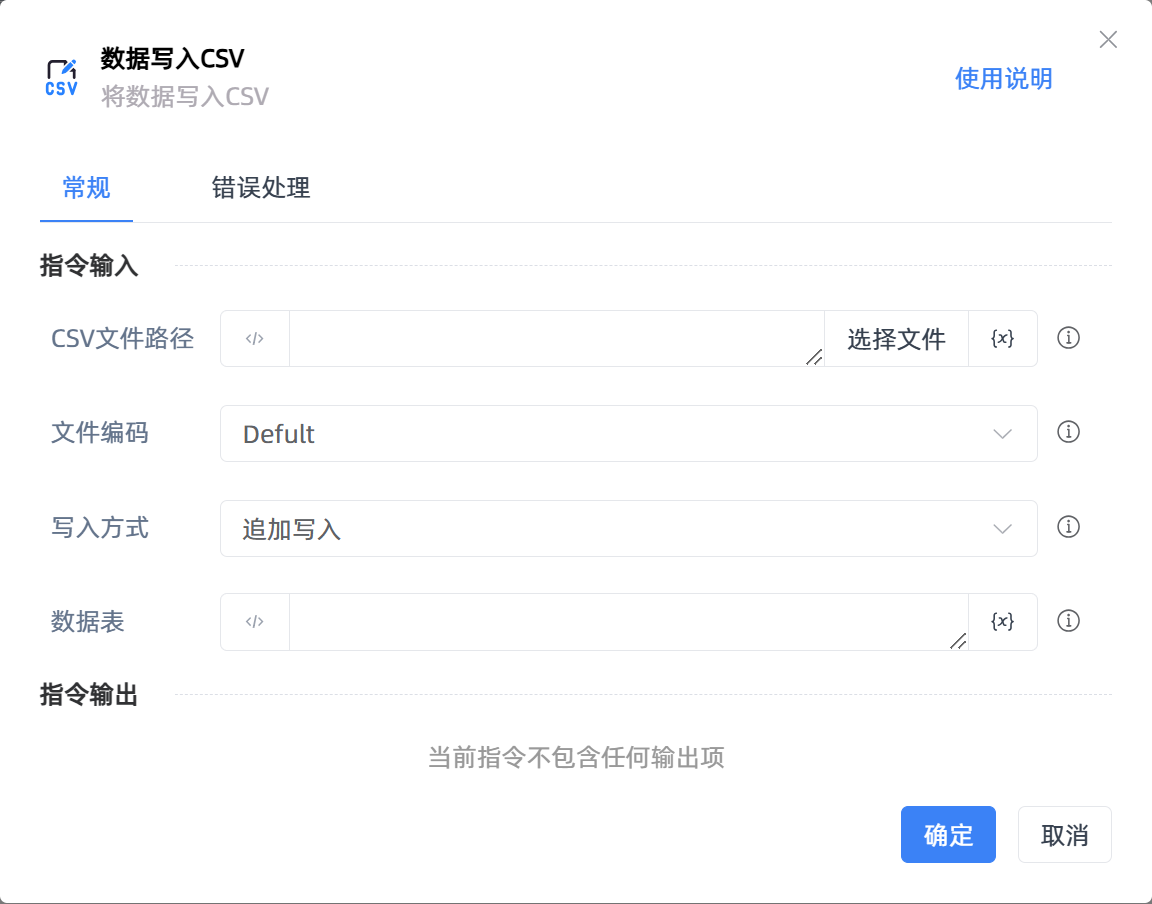 数据写入CSV
CSV
将数据写入CSV
使用说明
常规
错误处理
指令输入
CSV文件路径
</>
选择文件
{x}
文件编码
Defult
写入方式
追加写入
数据表
</>
{x}
指令输出
当前指令不包含任何输出项
确定
取消